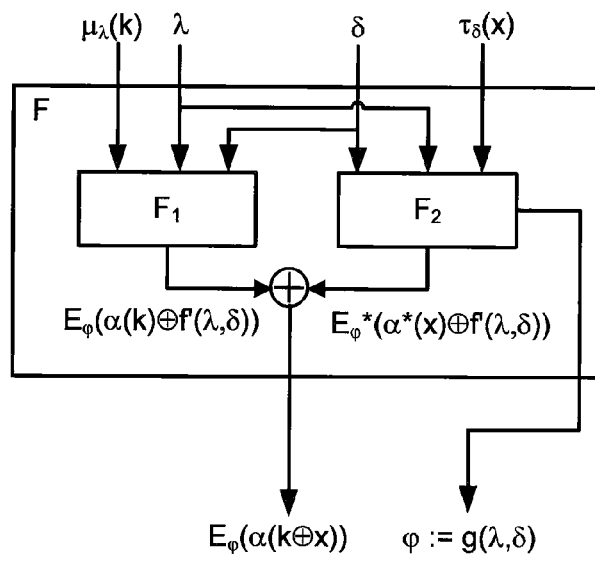 μλ(k) λ δ τδ(x)
F
F₁ F₂
Eφ(α(k)⊕f'(λ,δ)) Eφ*(α*(x)⊕f'(λ,δ))
Eφ(α(k⊕x)) φ := g(λ,δ)